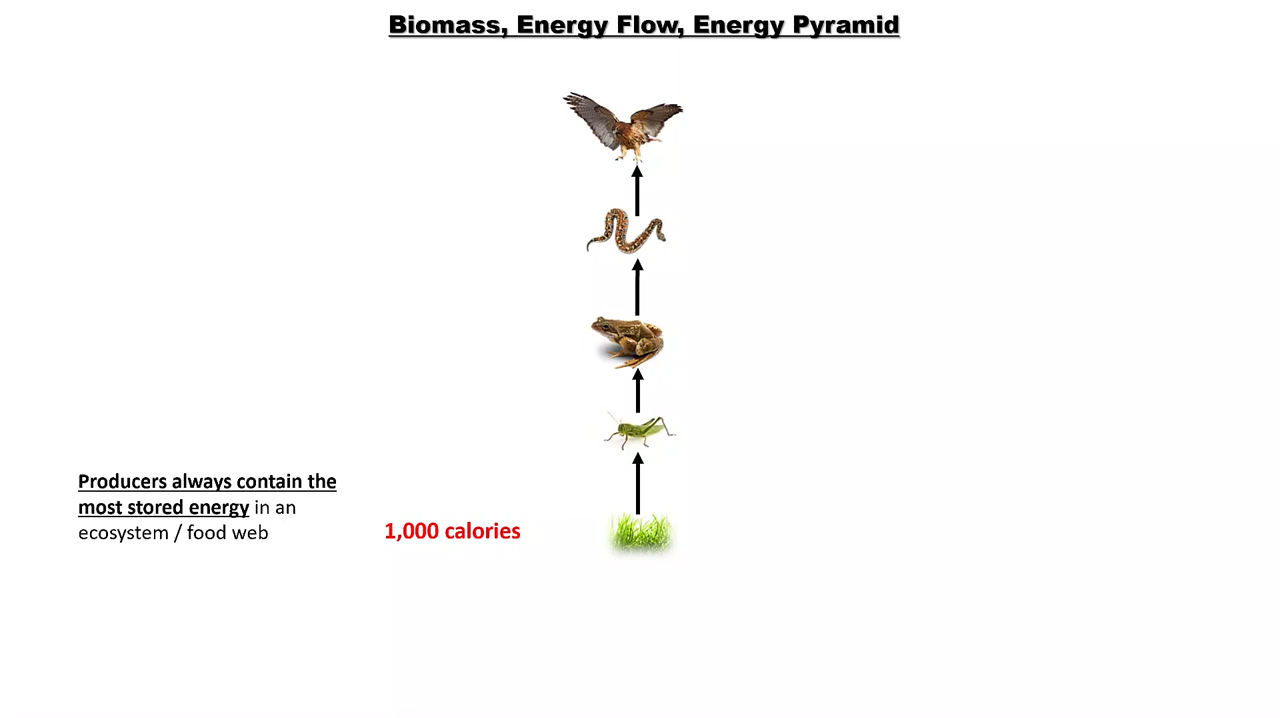 Biomass, Energy Flow, Energy Pyramid
Producers always contain the
most stored energy in an
ecosystem / food web
1,000 calories